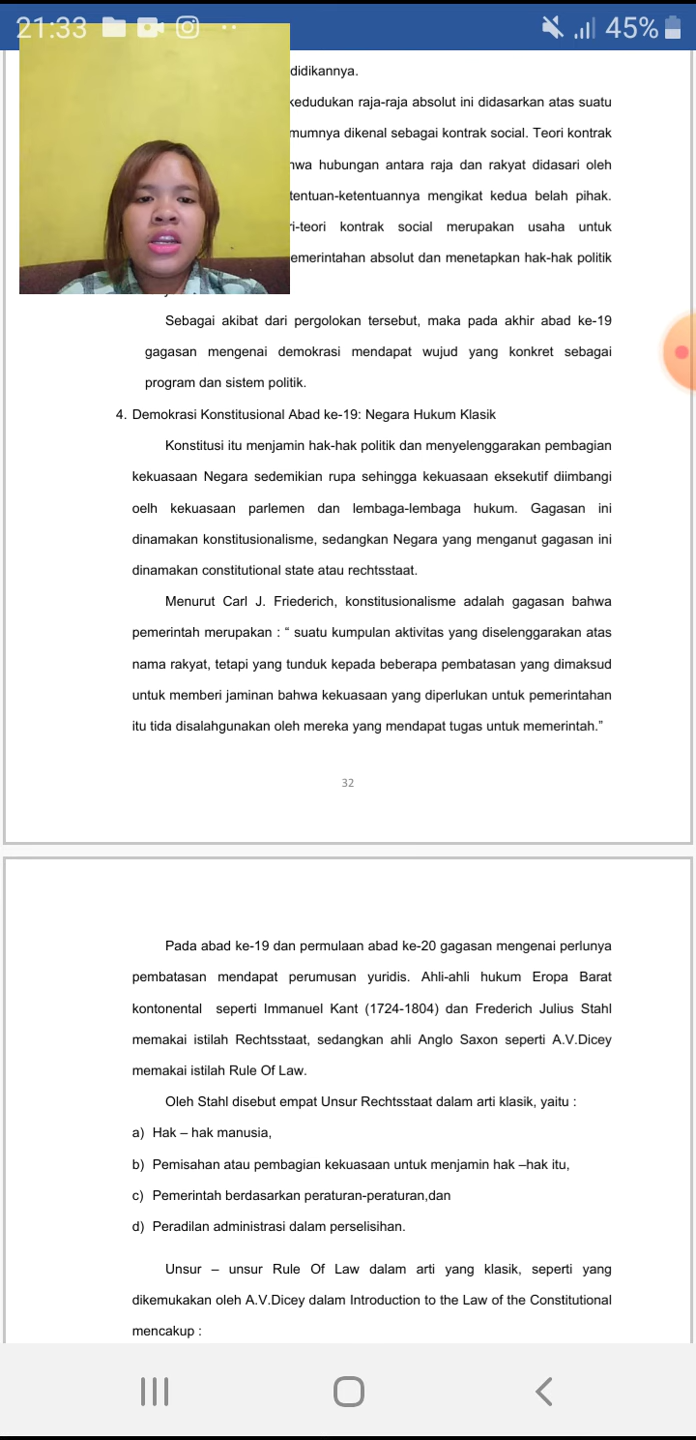 21:33
45%
didikannya.
kedudukan raja-raja absolut ini didasarkan atas suatu
mumnya dikenal sebagai kontrak social. Teori kontrak
hwa hubungan antara raja dan rakyat didasari oleh
tentuan-ketentuannya mengikat kedua belah pihak.
ri-teori kontrak social merupakan usaha untuk
emerintahan absolut dan menetapkan hak-hak politik
Sebagai akibat dari pergolokan tersebut, maka pada akhir abad ke-19
gagasan mengenai demokrasi mendapat wujud yang konkret sebagai
program dan sistem politik.
4. Demokrasi Konstitusional Abad ke-19: Negara Hukum Klasik
Konstitusi itu menjamin hak-hak politik dan menyelenggarakan pembagian
kekuasaan Negara sedemikian rupa sehingga kekuasaan eksekutif diimbangi
oelh kekuasaan parlemen dan lembaga-lembaga hukum. Gagasan ini
dinamakan konstitusionalisme, sedangkan Negara yang menganut gagasan ini
dinamakan constitutional state atau rechtsstaat.
Menurut Carl J. Friederich, konstitusionalisme adalah gagasan bahwa
pemerintah merupakan : “ suatu kumpulan aktivitas yang diselenggarakan atas
nama rakyat, tetapi yang tunduk kepada beberapa pembatasan yang dimaksud
untuk memberi jaminan bahwa kekuasaan yang diperlukan untuk pemerintahan
itu tida disalahgunakan oleh mereka yang mendapat tugas untuk memerintah.”
32
Pada abad ke-19 dan permulaan abad ke-20 gagasan mengenai perlunya
pembatasan mendapat perumusan yuridis. Ahli-ahli hukum Eropa Barat
kontonental seperti Immanuel Kant (1724-1804) dan Frederich Julius Stahl
memakai istilah Rechtsstaat, sedangkan ahli Anglo Saxon seperti A.V.Dicey
memakai istilah Rule Of Law.
Oleh Stahl disebut empat Unsur Rechtsstaat dalam arti klasik, yaitu :
a) Hak – hak manusia,
b) Pemisahan atau pembagian kekuasaan untuk menjamin hak –hak itu,
c) Pemerintah berdasarkan peraturan-peraturan,dan
d) Peradilan administrasi dalam perselisihan.
Unsur – unsur Rule Of Law dalam arti yang klasik, seperti yang
dikemukakan oleh A.V.Dicey dalam Introduction to the Law of the Constitutional
mencakup :